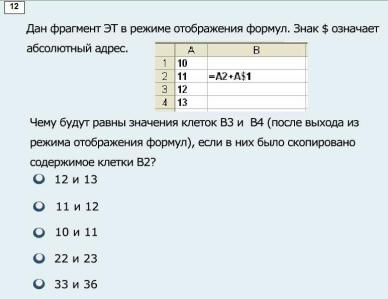 12
Дан фрагмент ЭТ в режиме отображения формул. Знак $ означает
абсолютный адрес.
A B
1 10
2 11 =A2+A$1
3 12
4 13
Чему будут равны значения клеток B3 и B4 (после выхода из
режима отображения формул), если в них было скопировано
содержимое клетки B2?
12 и 13
11 и 12
10 и 11
22 и 23
33 и 36